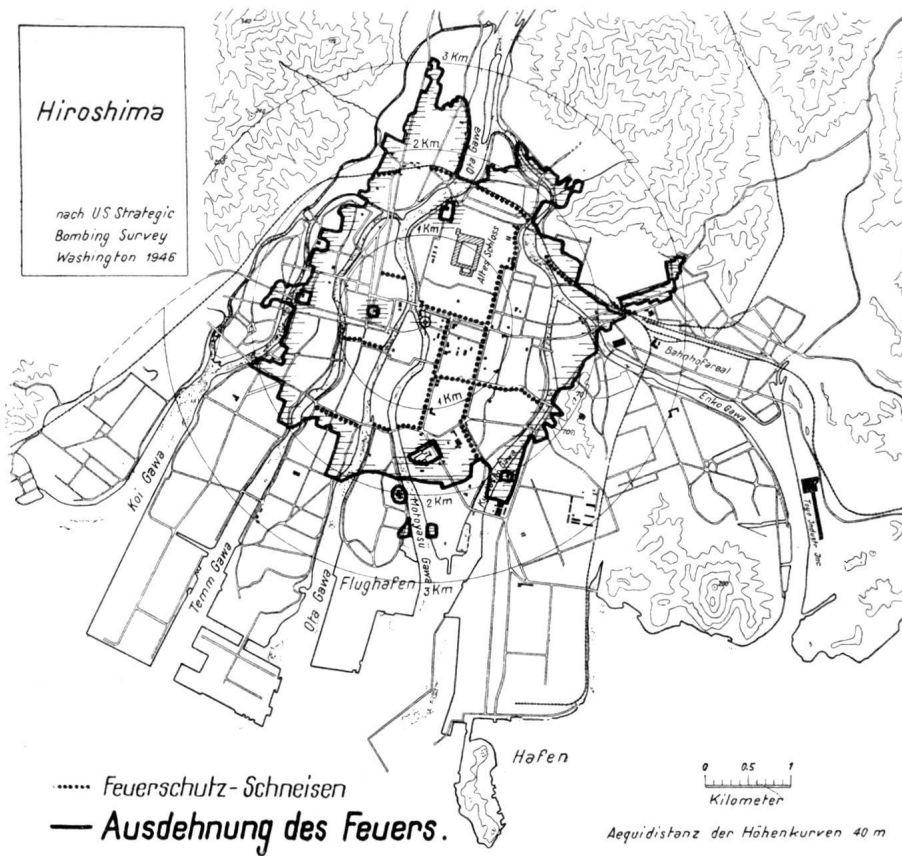 Hiroshima
nach US Strategic
Bombing Survey
Washington 1946
3 Km
2 Km
Ota Gawa
1 Km
Altes Schloss
Bahnhofareal
Enko Gawa
1 Km
Koi Gawa
2 Km
Motoyasu Gawa
Temm Gawa
Ota Gawa
Flughafen
3 Km
200
Hafen
0 0.5 1
Kilometer
Feuerschutz-Schneisen
Ausdehnung des Feuers.
Aequidistanz der Höhenkurven 40 m